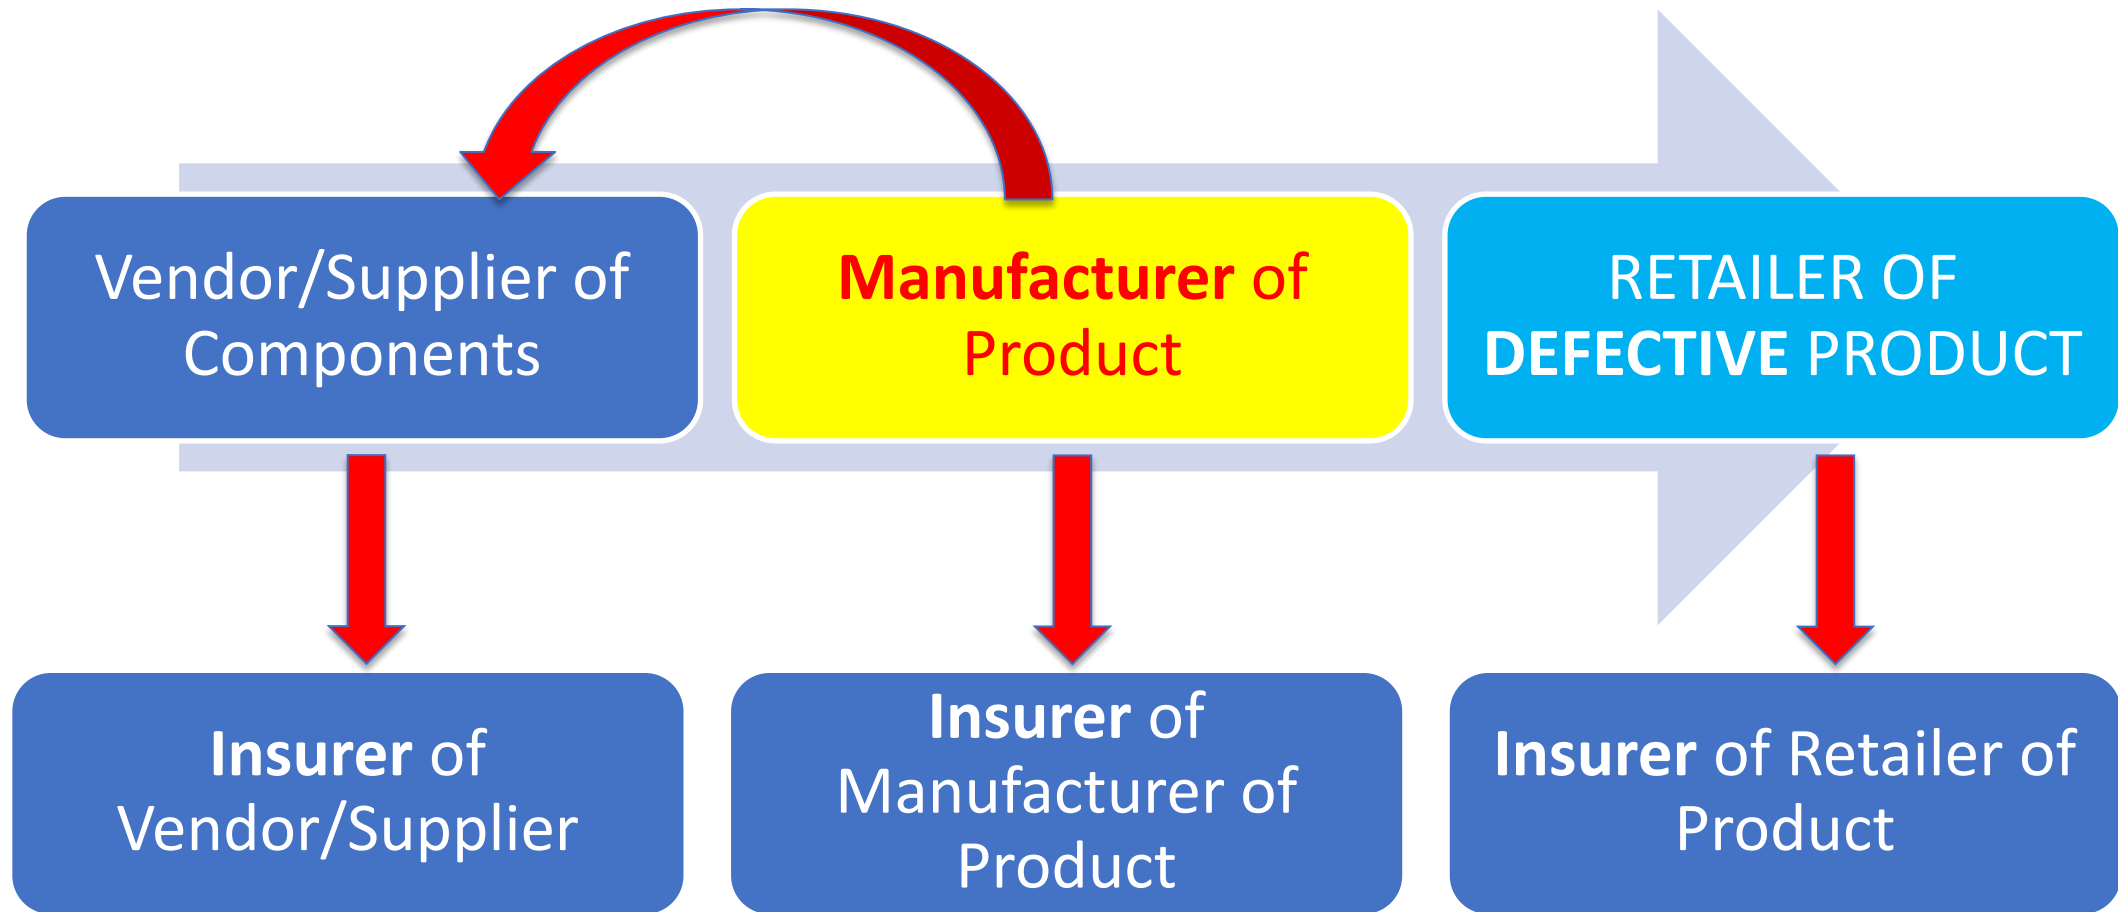 Vendor/Supplier of
Components
Manufacturer of
Product
RETAILER OF
DEFECTIVE PRODUCT
Insurer of
Vendor/Supplier
Insurer of
Manufacturer of
Product
Insurer of Retailer of
Product